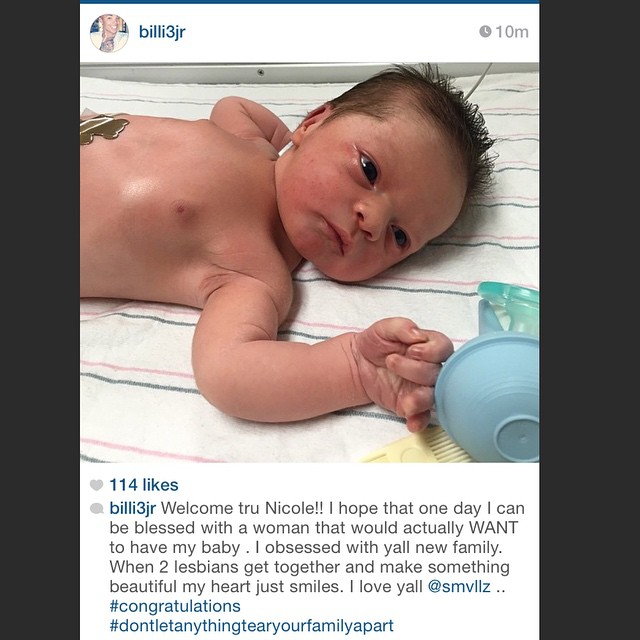 billi3jr
10m
114 likes
billi3jr Welcome tru Nicole!! I hope that one day I can
be blessed with a woman that would actually WANT
to have my baby . I obsessed with yall new family.
When 2 lesbians get together and make something
beautiful my heart just smiles. I love yall @smvllz ..
#congratulations
#dontletanythingtearyourfamilyapart